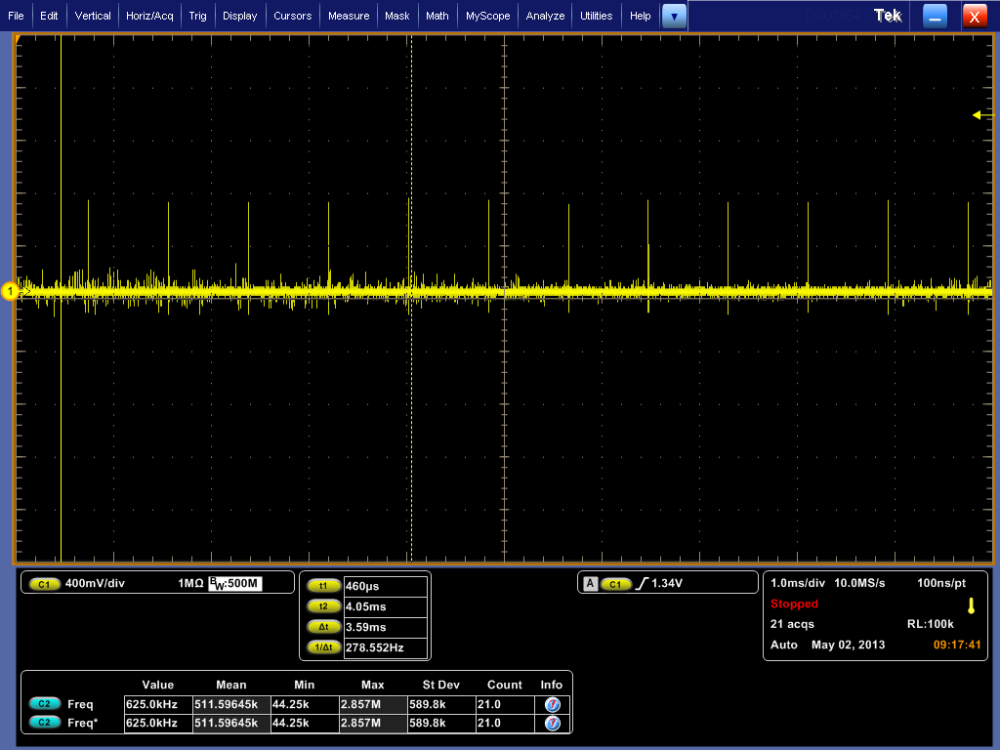 File Edit Vertical Horiz/Acq Trig Display Cursors Measure Mask Math MyScope Analyze Utilities Help Tek X
1
C1 400mV/div 1MΩ BW:500M
t1 460µs
t2 4.05ms
Δt 3.59ms
1/Δt 278.552Hz
A C1 1.34V
1.0ms/div 10.0MS/s 100ns/pt
Stopped
21 acqs RL:100k
Auto May 02, 2013 09:17:41
Value Mean Min Max St Dev Count Info
C2 Freq 625.0kHz 511.59645k 44.25k 2.857M 589.8k 21.0
C2 Freq* 625.0kHz 511.59645k 44.25k 2.857M 589.8k 21.0